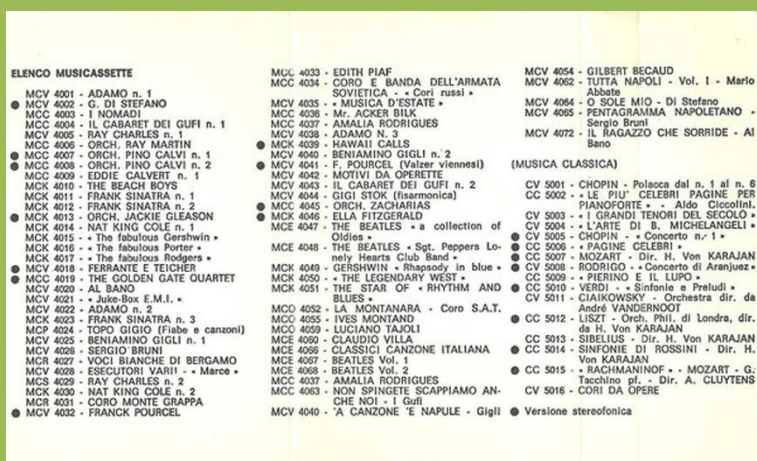 ELENCO MUSICASSETTE
MCV 4001 - ADAMO n. 1
● MCV 4002 - G. DI STEFANO
MCC 4003 - I NOMADI
MCC 4004 - IL CABARET DEI GUFI n. 1
MCV 4005 - RAY CHARLES n. 1
MCC 4006 - ORCH. RAY MARTIN
● MCC 4007 - ORCH. PINO CALVI n. 1
● MCC 4008 - ORCH. PINO CALVI n. 2
MCC 4009 - EDDIE CALVERT n. 1
MCK 4010 - THE BEACH BOYS
MCK 4011 - FRANK SINATRA n. 1
MCK 4012 - FRANK SINATRA n. 2
● MCK 4013 - ORCH. JACKIE GLEASON
MCK 4014 - NAT KING COLE n. 1
MCK 4015 - « The fabulous Gershwin »
MCK 4016 - « The fabulous Porter »
MCK 4017 - « The fabulous Rodgers »
● MCV 4018 - FERRANTE E TEICHER
● MCC 4019 - THE GOLDEN GATE QUARTET
MCV 4020 - AL BANO
MCV 4021 - « Juke-Box E.M.I. »
MCV 4022 - ADAMO n. 2
MCK 4023 - FRANK SINATRA n. 3
MCP 4024 - TOPO GIGIO (Fiabe e canzoni)
MCV 4025 - BENIAMINO GIGLI n. 1
MCV 4026 - SERGIO BRUNI
MCR 4027 - VOCI BIANCHE DI BERGAMO
MCV 4028 - ESECUTORI VARII - « Marce »
MCS 4029 - RAY CHARLES n. 2
MCK 4030 - NAT KING COLE n. 2
MCR 4031 - CORO MONTE GRAPPA
● MCV 4032 - FRANCK POURCEL
MCC 4033 - EDITH PIAF
MCC 4034 - CORO E BANDA DELL'ARMATA
SOVIETICA - « Cori russi »
MCV 4035 - « MUSICA D'ESTATE »
MCC 4036 - Mr. ACKER BILK
MCC 4037 - AMALIA RODRIGUES
MCV 4038 - ADAMO N. 3
● MCK 4039 - HAWAII CALLS
MCV 4040 - BENIAMINO GIGLI n. 2
● MCV 4041 - F. POURCEL (Valzer viennesi)
MCV 4042 - MOTIVI DA OPERETTE
MCV 4043 - IL CABARET DEI GUFI n. 2
MCV 4044 - GIGI STOK (fisarmonica)
● MCC 4045 - ORCH. ZACHARIAS
● MCK 4046 - ELLA FITZGERALD
MCE 4047 - THE BEATLES « a collection of
Oldies »
MCE 4048 - THE BEATLES « Sgt. Peppers Lo-
nely Hearts Club Band »
MCK 4049 - GERSHWIN « Rhapsody in blue »
MCK 4050 - « THE LEGENDARY WEST »
MCK 4051 - THE STAR OF « RHYTHM AND
BLUES »
MCO 4052 - LA MONTANARA - Coro S.A.T.
MCO 4055 - IVES MONTAND
MCO 4059 - LUCIANO TAJOLI
MCE 4060 - CLAUDIO VILLA
MCE 4066 - CLASSICI CANZONE ITALIANA
MCE 4067 - BEATLES Vol. 1
MCE 4068 - BEATLES Vol. 2
MCC 4037 - AMALIA RODRIGUES
MCC 4063 - NON SPINGETE SCAPPIAMO AN-
CHE NOI - I Gufi
MCV 4040 - 'A CANZONE 'E NAPULE - Gigli
MCV 4054 - GILBERT BECAUD
MCV 4062 - TUTTA NAPOLI - Vol. 1 - Mario
Abbate
MCV 4064 - O SOLE MIO - Di Stefano
MCV 4065 - PENTAGRAMMA NAPOLETANO -
Sergio Bruni
MCV 4072 - IL RAGAZZO CHE SORRIDE - Al
Bano
(MUSICA CLASSICA)
CV 5001 - CHOPIN - Polacca dal n. 1 al n. 6
CC 5002 - « LE PIU' CELEBRI PAGINE PER
PIANOFORTE » - Aldo Ciccolini.
CV 5003 - « I GRANDI TENORI DEL SECOLO »
CV 5004 - « L'ARTE DI B. MICHELANGELI »
● CV 5005 - CHOPIN - « Concerto n. 1 »
● CC 5006 - « PAGINE CELEBRI »
● CC 5007 - MOZART - Dir. H. Von KARAJAN
● CV 5008 - RODRIGO - « Concerto di Aranjuez »
CC 5009 - « PIERINO E IL LUPO »
● CC 5010 - VERDI - « Sinfonie e Preludi »
CV 5011 - CIAIKOWSKY - Orchestra dir. da
André VANDERNOOT
● CC 5012 - LISZT - Orch. Phil. di Londra, dir.
da H. Von KARAJAN
CC 5013 - SIBELIUS - Dir. H. Von KARAJAN
● CC 5014 - SINFONIE DI ROSSINI - Dir. H.
Von KARAJAN
● CC 5015 - « RACHMANINOF » - MOZART - G.
Tacchino pf. - Dir. A. CLUYTENS
CV 5016 - CORI DA OPERE
● Versione stereofonica